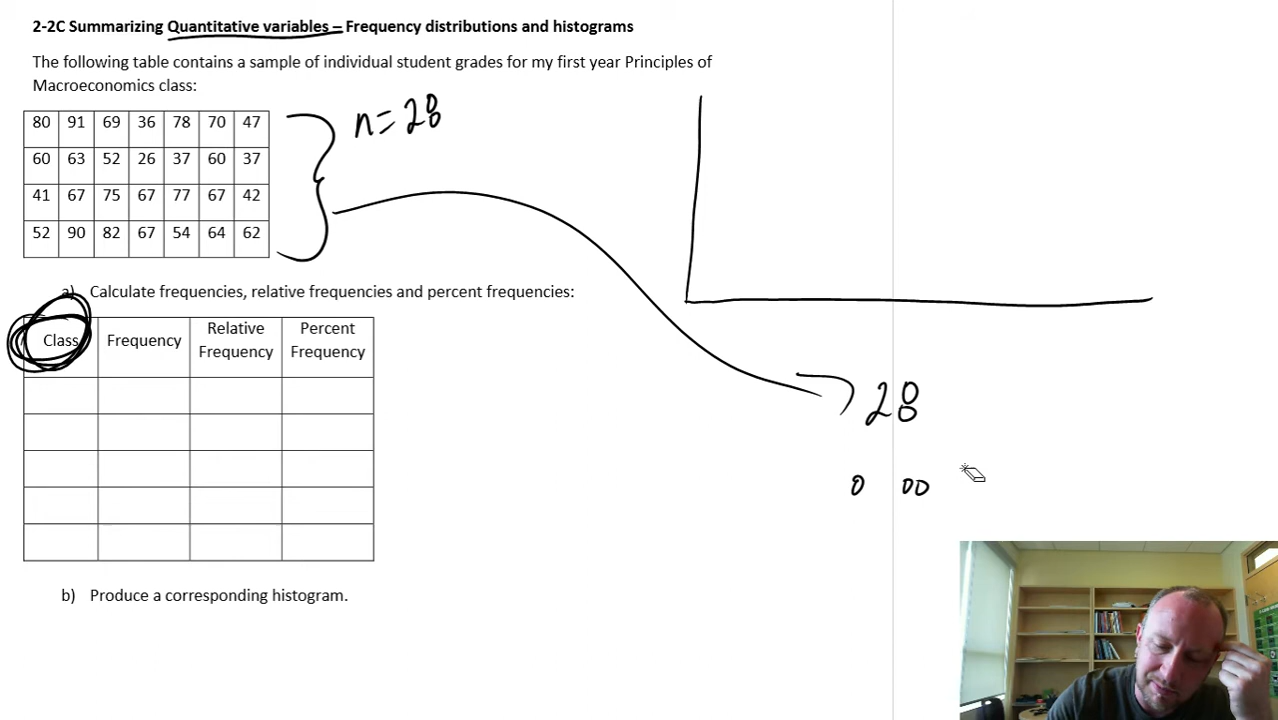 2-2C Summarizing Quantitative variables – Frequency distributions and histograms
The following table contains a sample of individual student grades for my first year Principles of
Macroeconomics class:
80 91 69 36 78 70 47
60 63 52 26 37 60 37
41 67 75 67 77 67 42
52 90 82 67 54 64 62
n=28
a) Calculate frequencies, relative frequencies and percent frequencies:
Class Frequency Relative Frequency Percent Frequency
28
0 00
b) Produce a corresponding histogram.